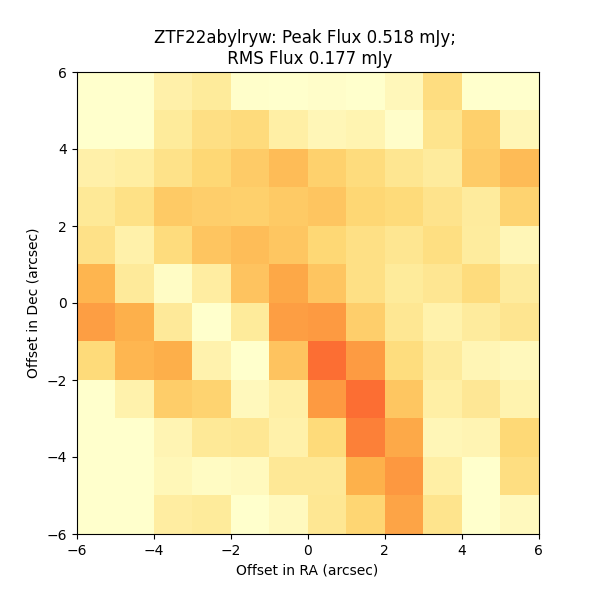 ZTF22abylryw: Peak Flux 0.518 mJy;
RMS Flux 0.177 mJy
6
4
2
0
−2
−4
−6
Offset in Dec (arcsec)
−6 −4 −2 0 2 4 6
Offset in RA (arcsec)